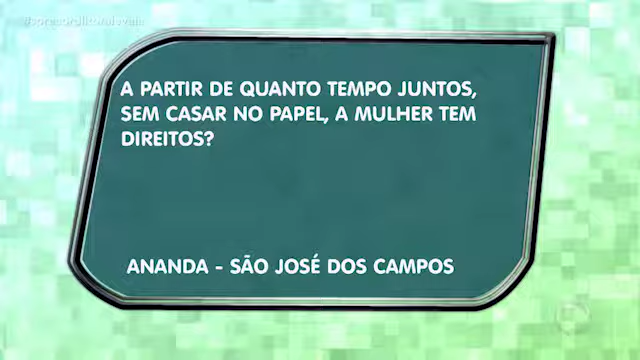 A PARTIR DE QUANTO TEMPO JUNTOS,
SEM CASAR NO PAPEL, A MULHER TEM
DIREITOS?
ANANDA - SÃO JOSÉ DOS CAMPOS